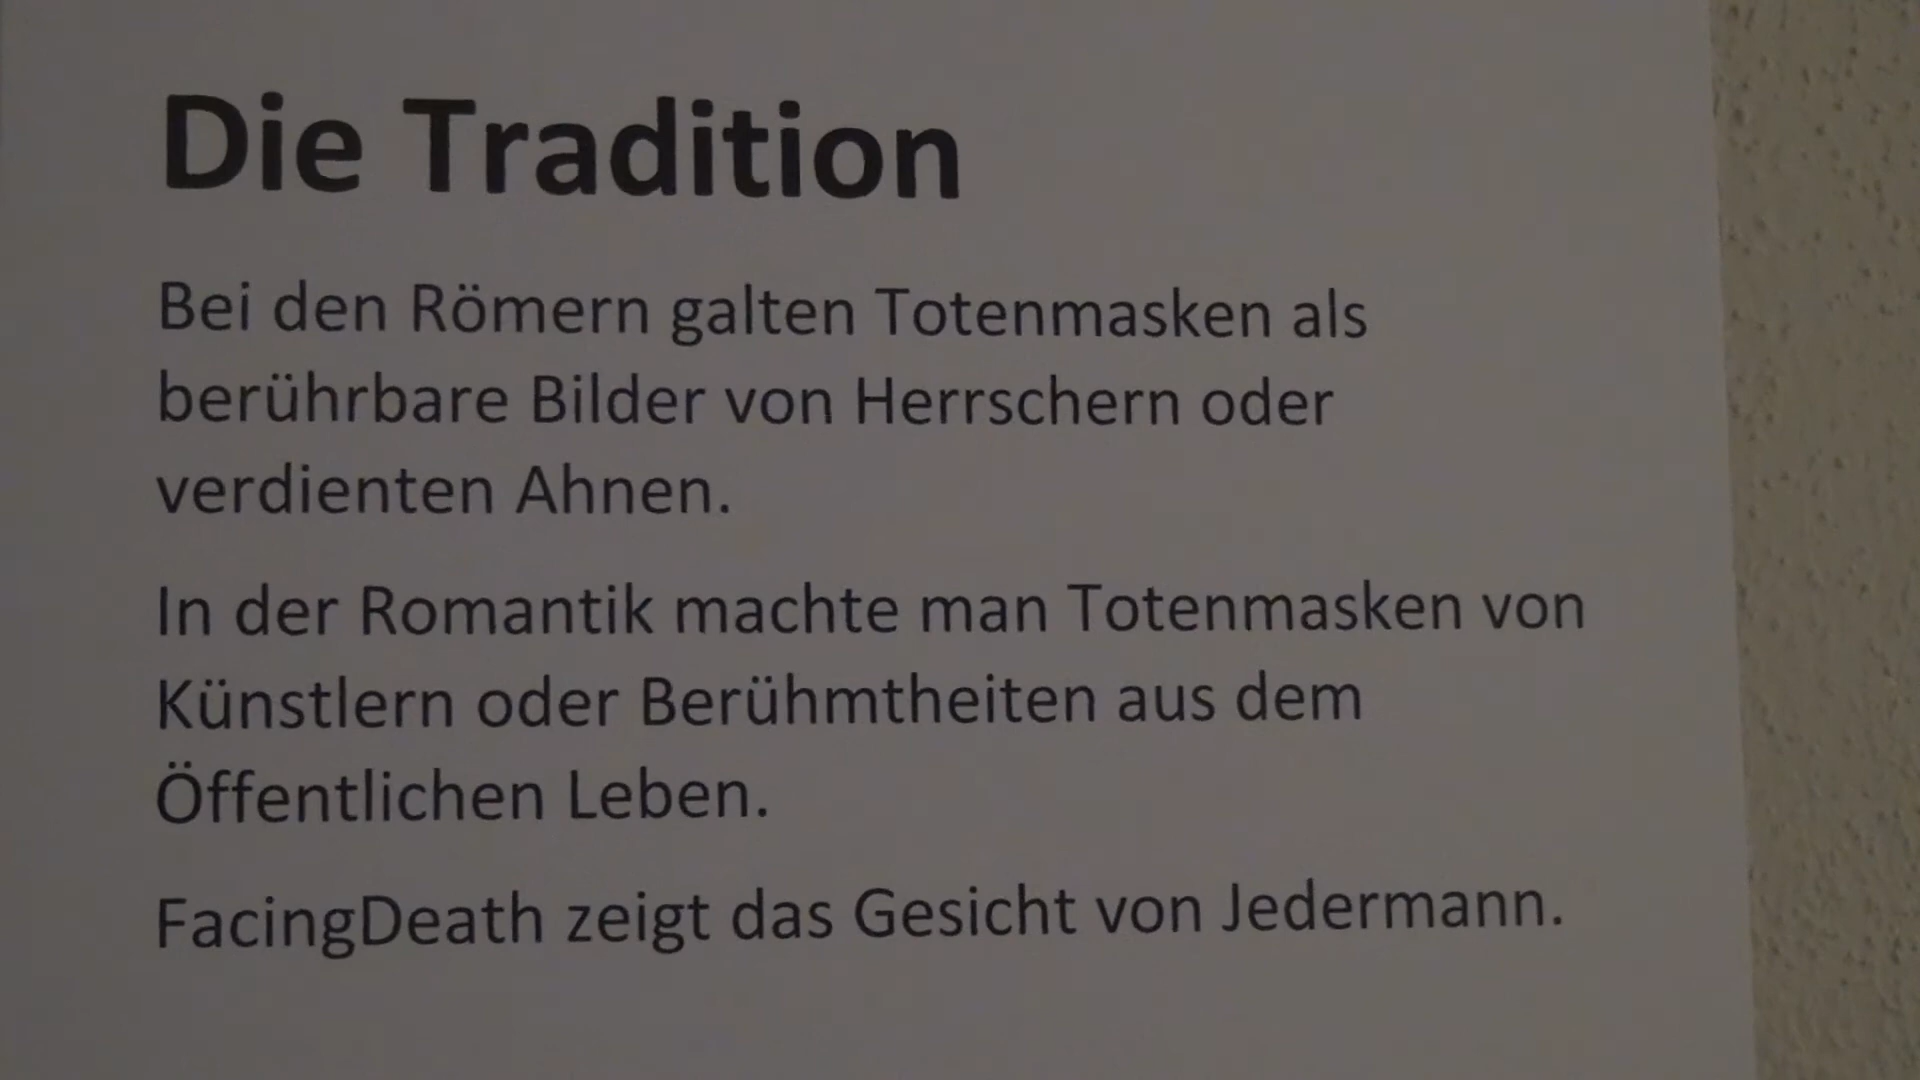 Die Tradition
Bei den Römern galten Totenmasken als
berührbare Bilder von Herrschern oder
verdienten Ahnen.
In der Romantik machte man Totenmasken von
Künstlern oder Berühmtheiten aus dem
Öffentlichen Leben.
FacingDeath zeigt das Gesicht von Jedermann.